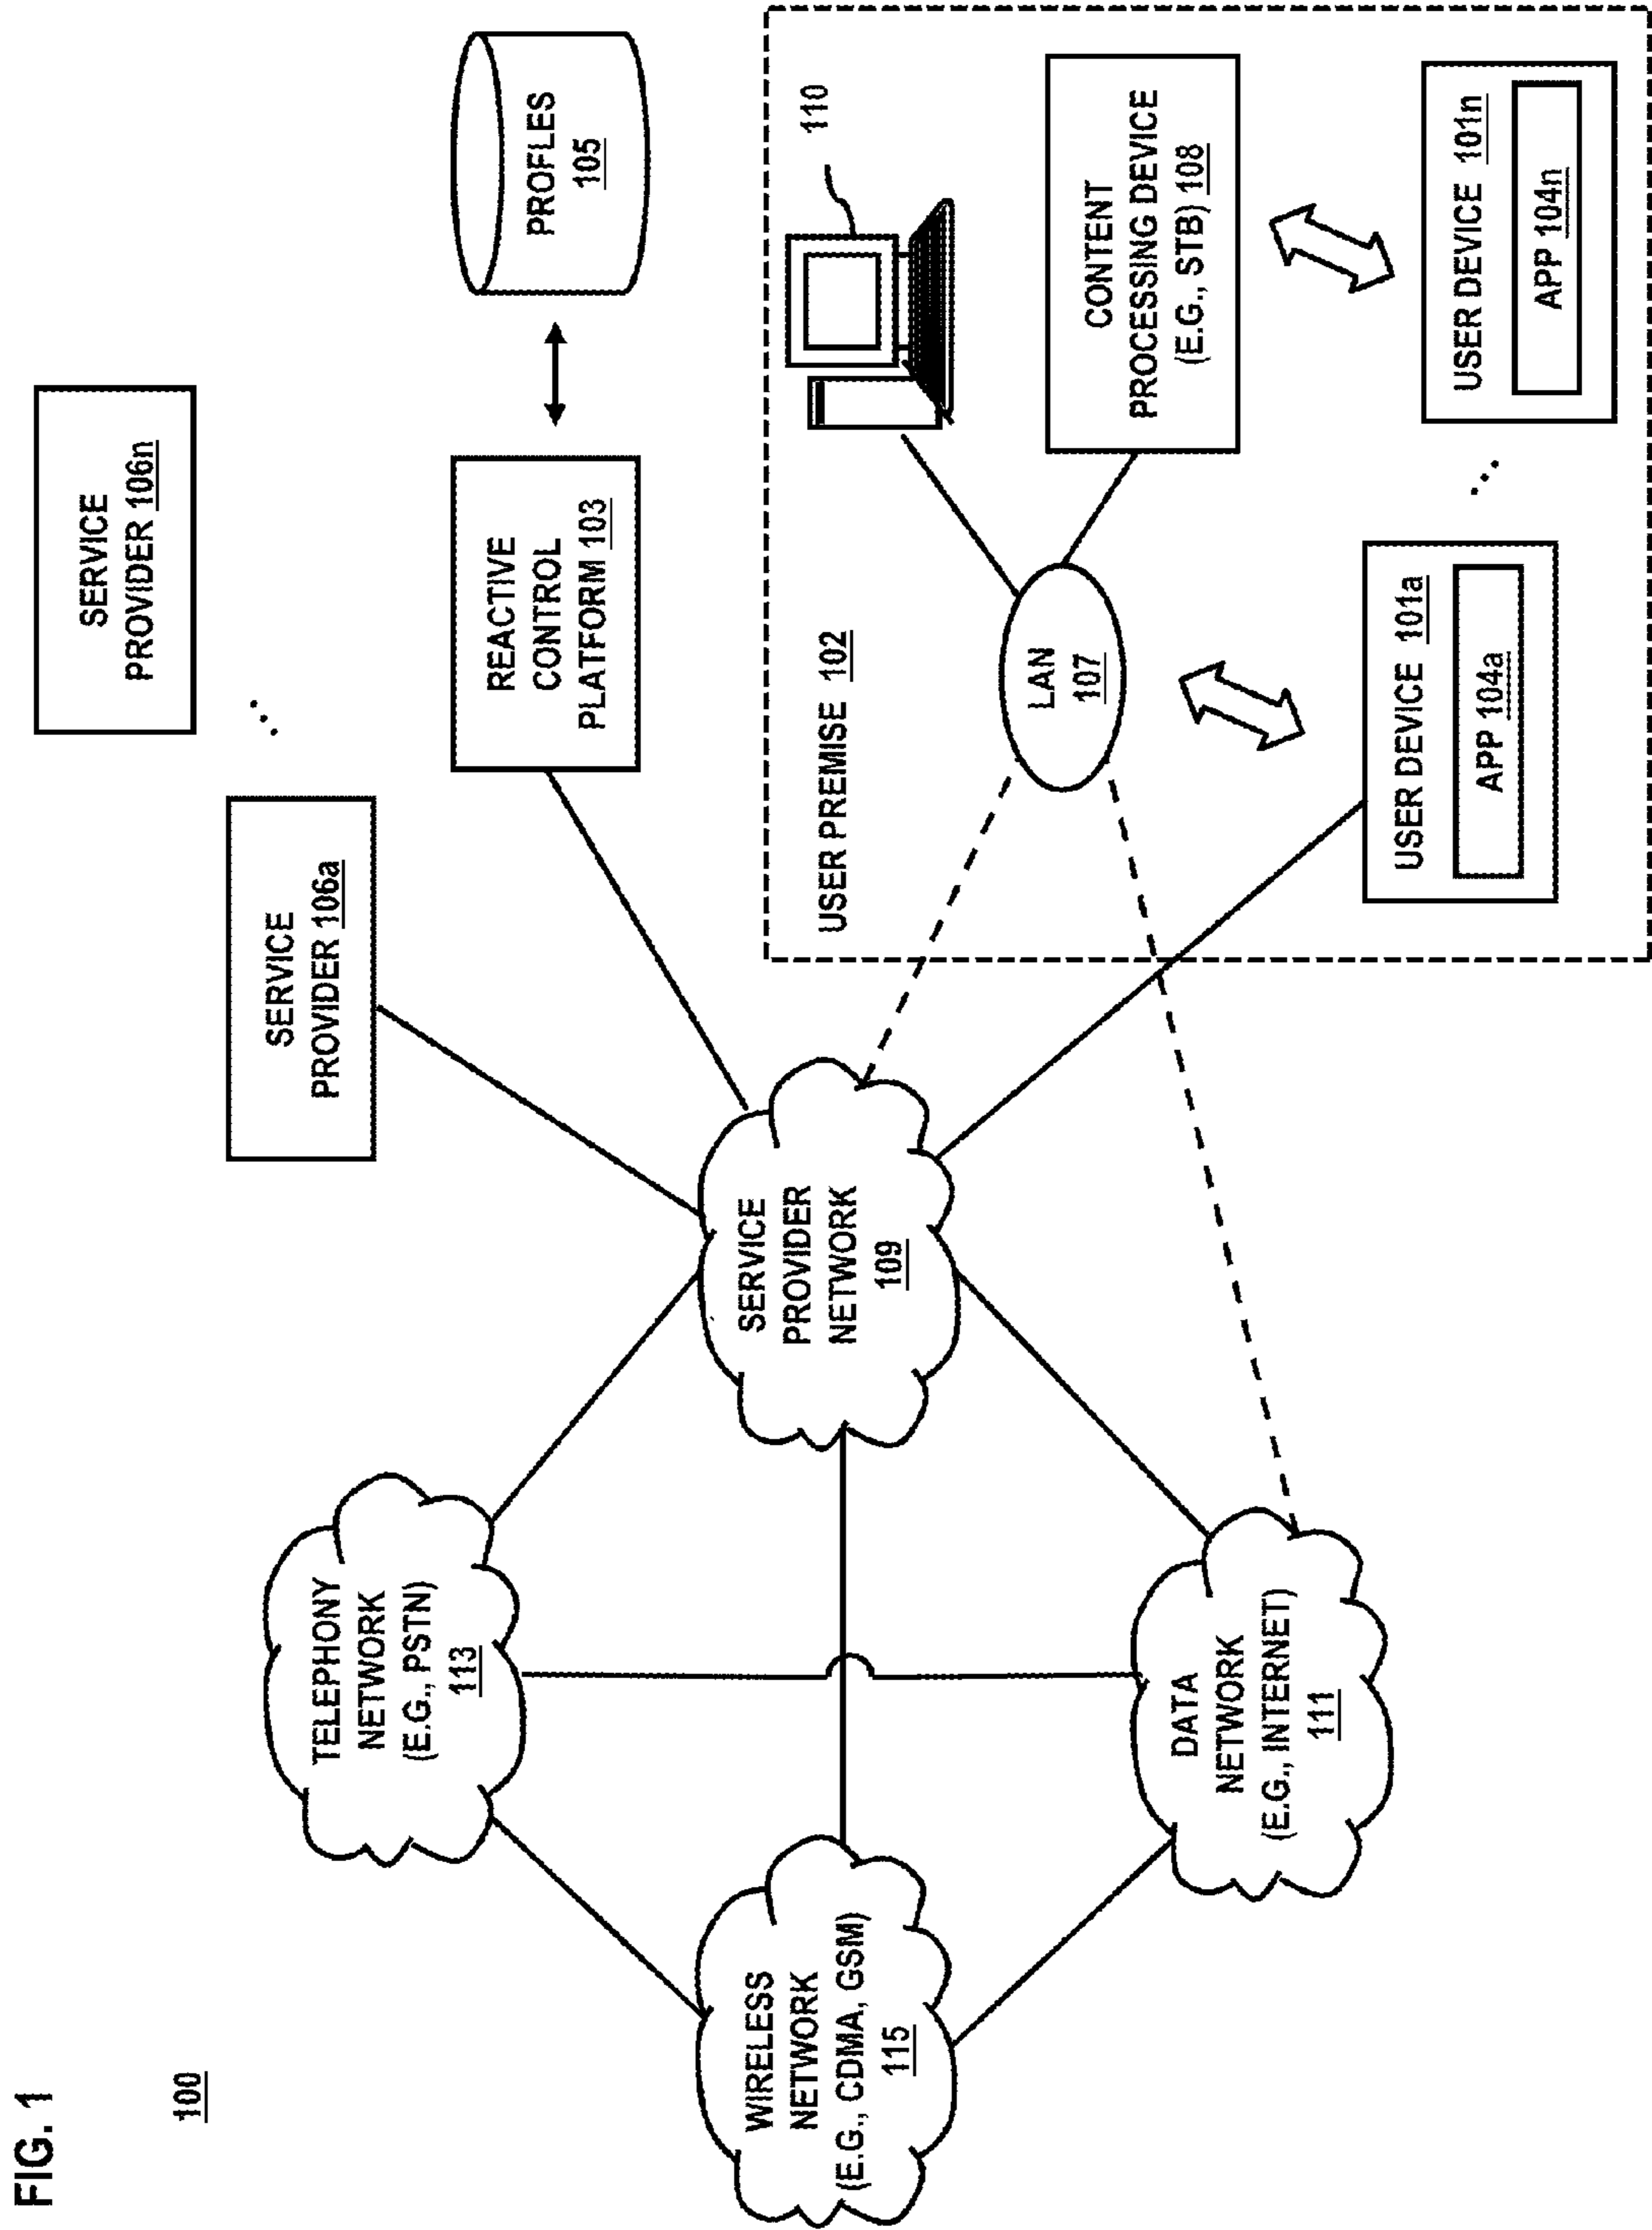 FIG. 1
100
SERVICE
PROVIDER 106n
SERVICE
PROVIDER 106a
TELEPHONY
NETWORK
(E.G., PSTN)
113
REACTIVE
CONTROL
PLATFORM 103
PROFLES
105
WIRELESS
NETWORK
(E.G., CDMA, GSM)
115
SERVICE
PROVIDER
NETWORK
109
USER PREMISE 102
110
LAN
107
CONTENT
PROCESSING DEVICE
(E.G., STB) 108
DATA
NETWORK
(E.G., INTERNET)
111
USER DEVICE 101a
APP 104a
...
USER DEVICE 101n
APP 104n
...